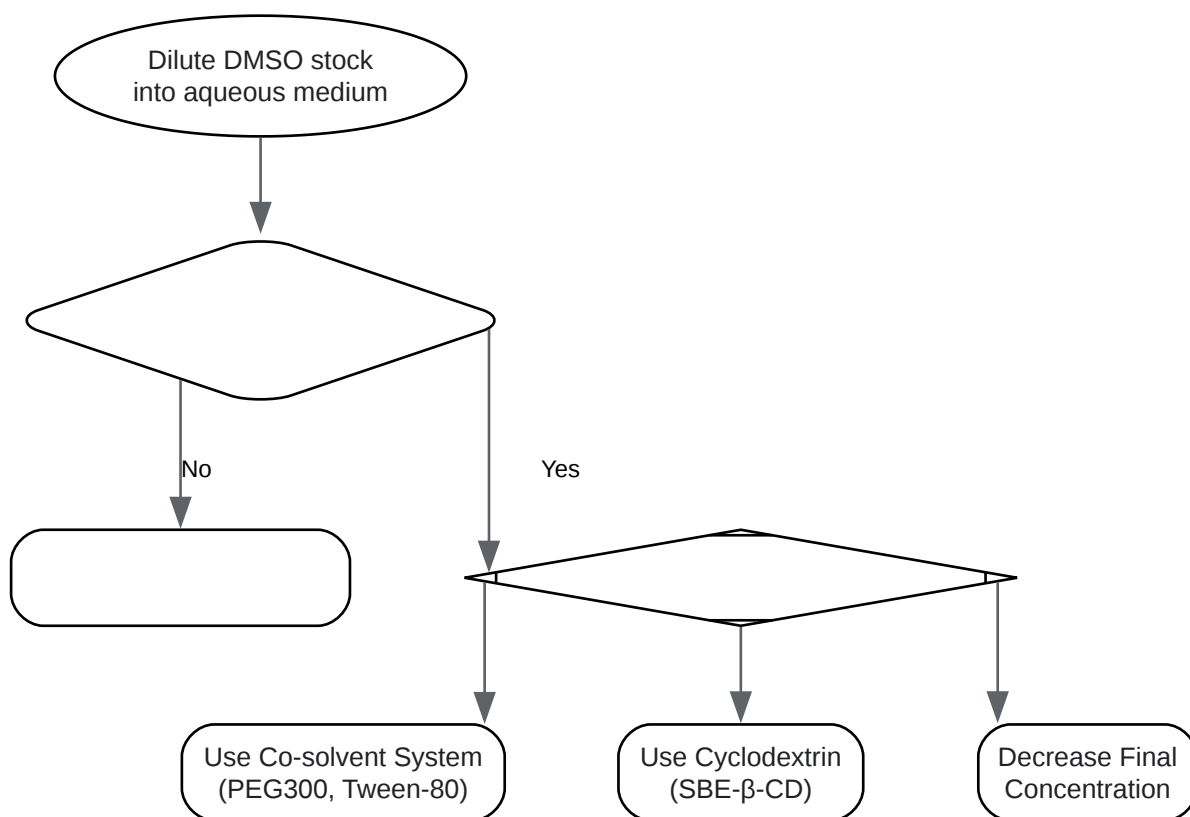 Dilute DMSO stock
into aqueous medium
No
Yes
Use Co-solvent System
(PEG300, Tween-80)
Use Cyclodextrin
(SBE-β-CD)
Decrease Final
Concentration